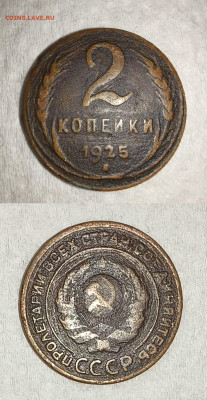 COINS.LAVE.RU
2
КОПЕЙКИ
1925
ПРОЛЕТАРИИ ВСЕХ СТРАН, СОЕДИНЯЙТЕСЬ!
СССР